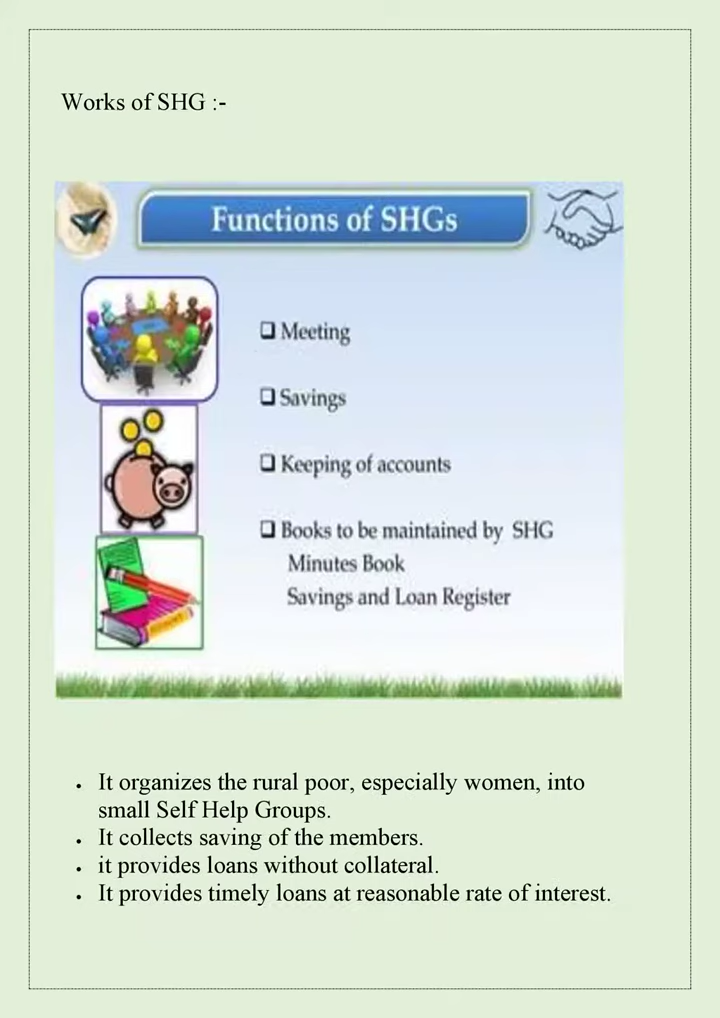 Works of SHG :-
Functions of SHGs
❑ Meeting
❑ Savings
❑ Keeping of accounts
❑ Books to be maintained by SHG
Minutes Book
Savings and Loan Register
• It organizes the rural poor, especially women, into
small Self Help Groups.
• It collects saving of the members.
• it provides loans without collateral.
• It provides timely loans at reasonable rate of interest.